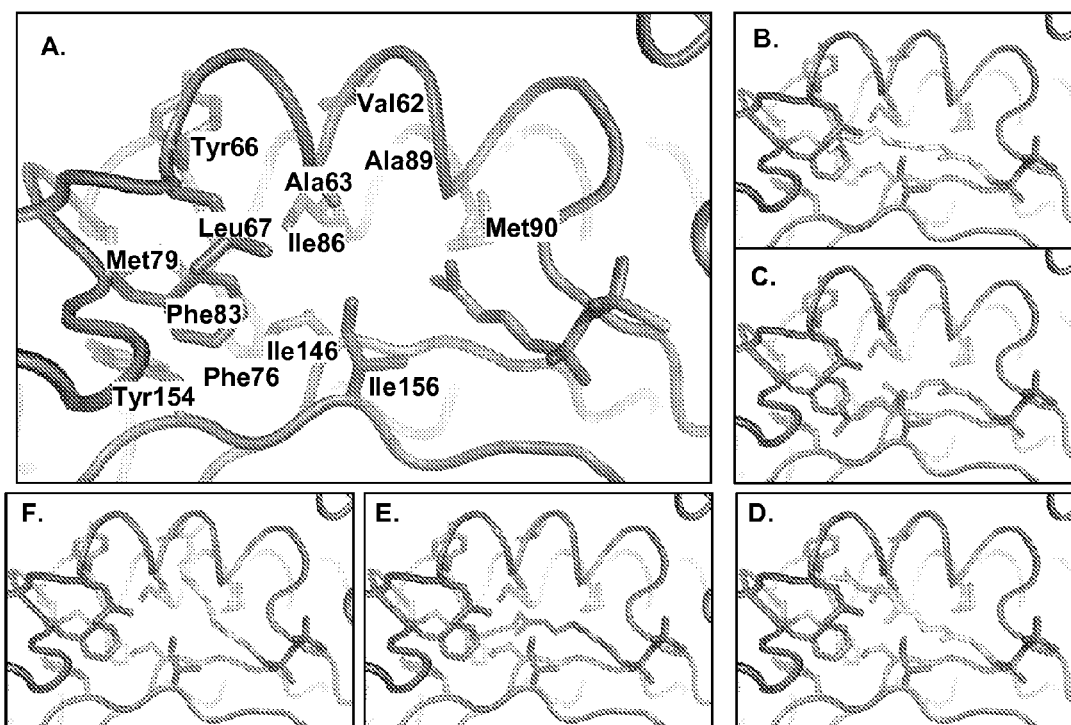 A.
Val62
Tyr66
Ala89
Ala63
Leu67
Ile86
Met90
Met79
Phe83
Ile146
Phe76
Tyr154
Ile156
B.
C.
F.
E.
D.